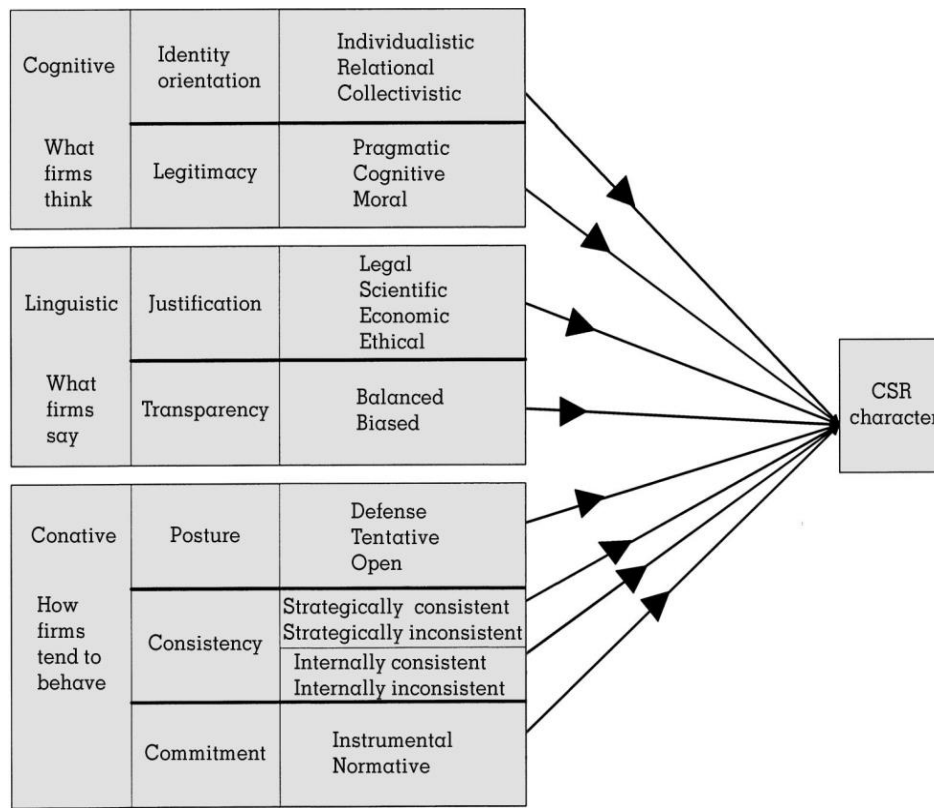 Cognitive
What
firms
think
Identity
orientation
Individualistic
Relational
Collectivistic
Legitimacy
Pragmatic
Cognitive
Moral
Linguistic
What
firms
say
Justification
Legal
Scientific
Economic
Ethical
Transparency
Balanced
Biased
Conative
How
firms
tend to
behave
Posture
Defense
Tentative
Open
Consistency
Strategically consistent
Strategically inconsistent
Internally consistent
Internally inconsistent
Commitment
Instrumental
Normative
CSR
character